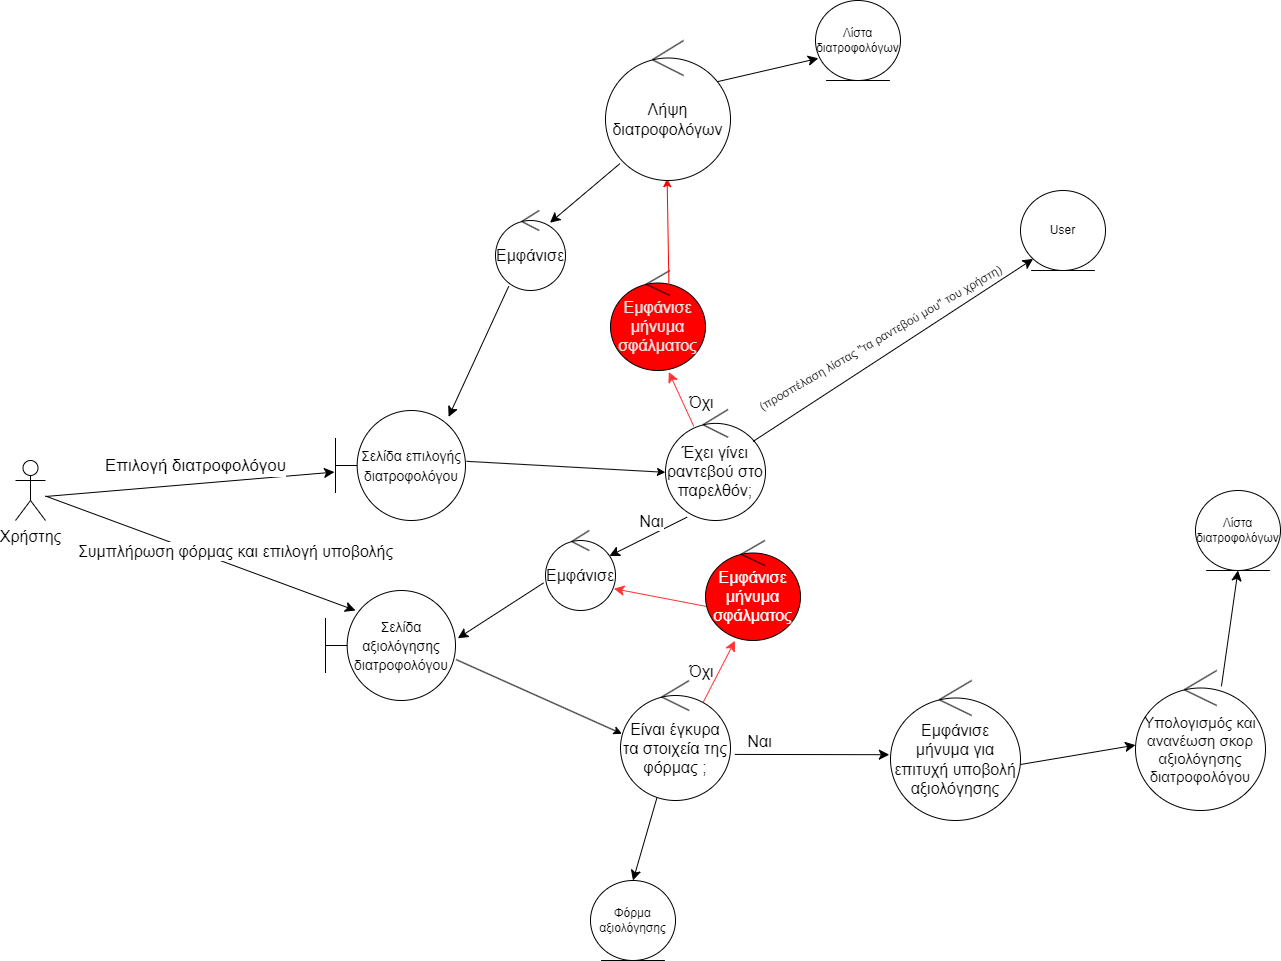 Λίστα
διατροφολόγων
Λήψη
διατροφολόγων
User
Εμφάνισε
(προσπέλαση λίστας "τα ραντεβού μου" του χρήστη)
Εμφάνισε
μήνυμα
σφάλματος
Όχι
Σελίδα επιλογής
διατροφολόγου
Έχει γίνει
ραντεβού στο
παρελθόν;
Επιλογή διατροφολόγου
Χρήστης
Ναι
Συμπλήρωση φόρμας και επιλογή υποβολής
Λίστα
διατροφολόγων
Εμφάνισε
Εμφάνισε
μήνυμα
σφάλματος
Σελίδα
αξιολόγησης
διατροφολόγου
Όχι
Είναι έγκυρα
τα στοιχεία της
φόρμας ;
Ναι
Εμφάνισε
μήνυμα για
επιτυχή υποβολή
αξιολόγησης
Υπολογισμός και
ανανέωση σκορ
αξιολόγησης
διατροφολόγου
Φόρμα
αξιολόγησης